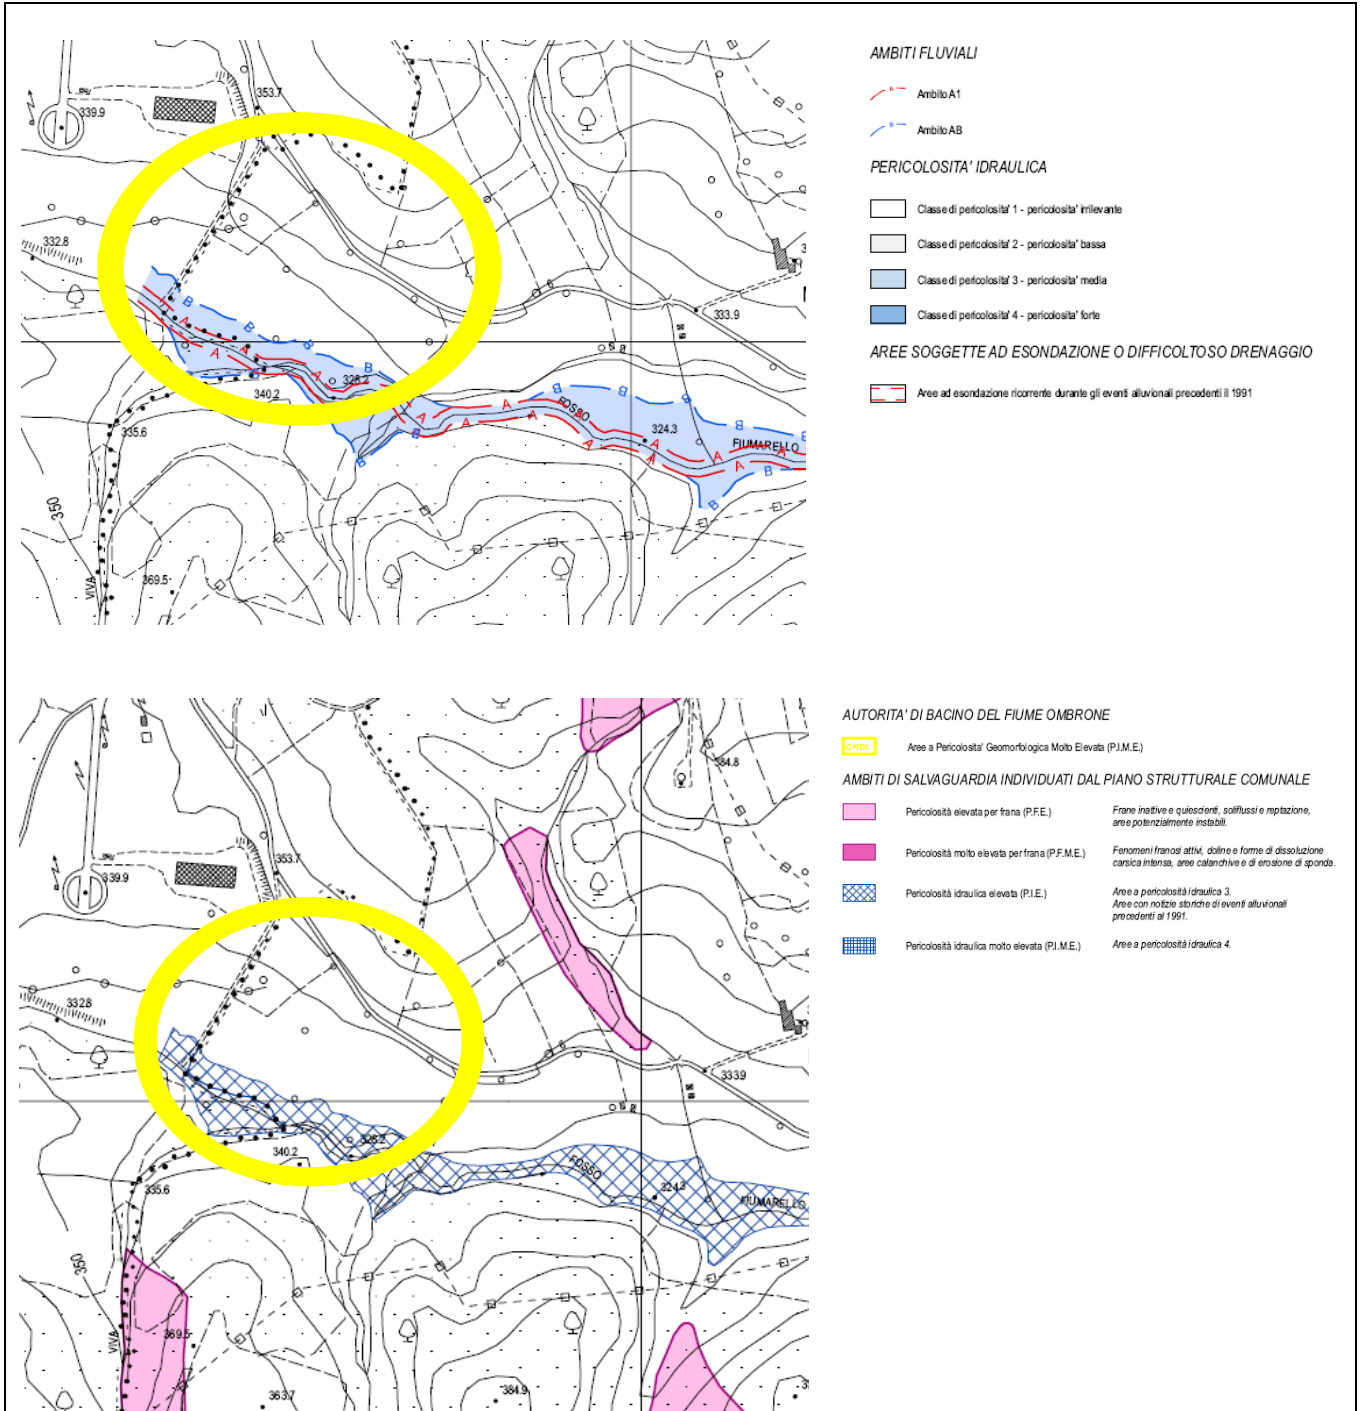 353.7
339.9
332.8
333.9
B
B
B
B
A
A
A
A
A
328.2
340.2
335.6
A
A
A
A
A
B
FOSSO
B
B
B
B
324.3
FIUMARELLO
A
A
A
A
A
B
B
B
B
350
VIVA
369.5
AMBITI FLUVIALI
A Ambito A1
B Ambito AB
PERICOLOSITA' IDRAULICA
Classe di pericolosita' 1 - pericolosita' irrilevante
Classe di pericolosita' 2 - pericolosita' bassa
Classe di pericolosita' 3 - pericolosita' media
Classe di pericolosita' 4 - pericolosita' forte
AREE SOGGETTE AD ESONDAZIONE O DIFFICOLTOSO DRENAGGIO
Aree ad esondazione ricorrente durante gli eventi alluvionali precedenti il 1991
384.8
353.7
339.9
332.8
333.9
328.2
340.2
335.6
FOSSO
324.3
FIUMARELLO
350
VIVA
369.5
363.7
384.9
AUTORITA' DI BACINO DEL FIUME OMBRONE
Aree a Pericolosita' Geomorfologica Molto Elevata (P.I.M.E.)
AMBITI DI SALVAGUARDIA INDIVIDUATI DAL PIANO STRUTTURALE COMUNALE
Pericolosità elevata per frana (P.F.E.)
Frane inattive e quiescienti, soliflussi e reptazione,
aree potenzialmente instabili.
Pericolosità molto elevata per frana (P.F.M.E.)
Fenomeni franosi attivi, doline e forme di dissoluzione
carsica intensa, aree calanchive e di erosione di sponda.
Pericolosità idraulica elevata (P.I.E.)
Aree a pericolosità idraulica 3.
Aree con notizie storiche di eventi alluvionali
precedenti al 1991.
Pericolosità idraulica molto elevata (P.I.M.E.)
Aree a pericolosità idraulica 4.